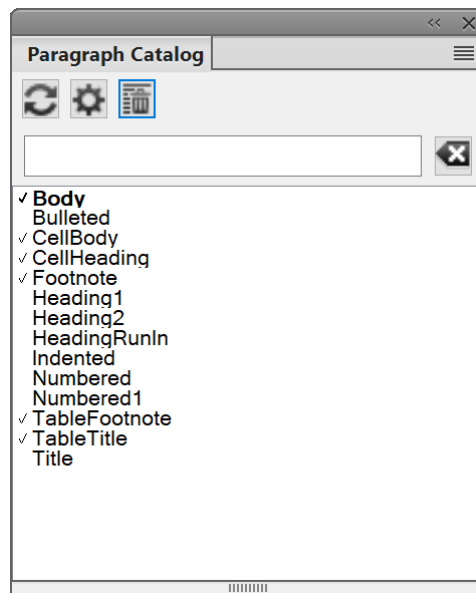 Paragraph Catalog
✓ Body
Bulleted
✓ CellBody
✓ CellHeading
✓ Footnote
Heading1
Heading2
HeadingRunIn
Indented
Numbered
Numbered1
✓ TableFootnote
✓ TableTitle
Title